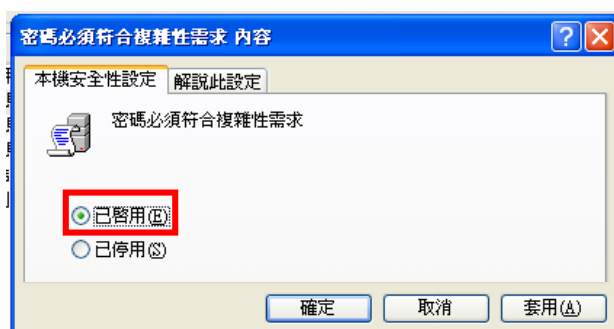 密碼必須符合複雜性需求 內容
本機安全性設定 解說此設定
密碼必須符合複雜性需求
已啓用(E)
已停用(S)
確定 取消 套用(A)